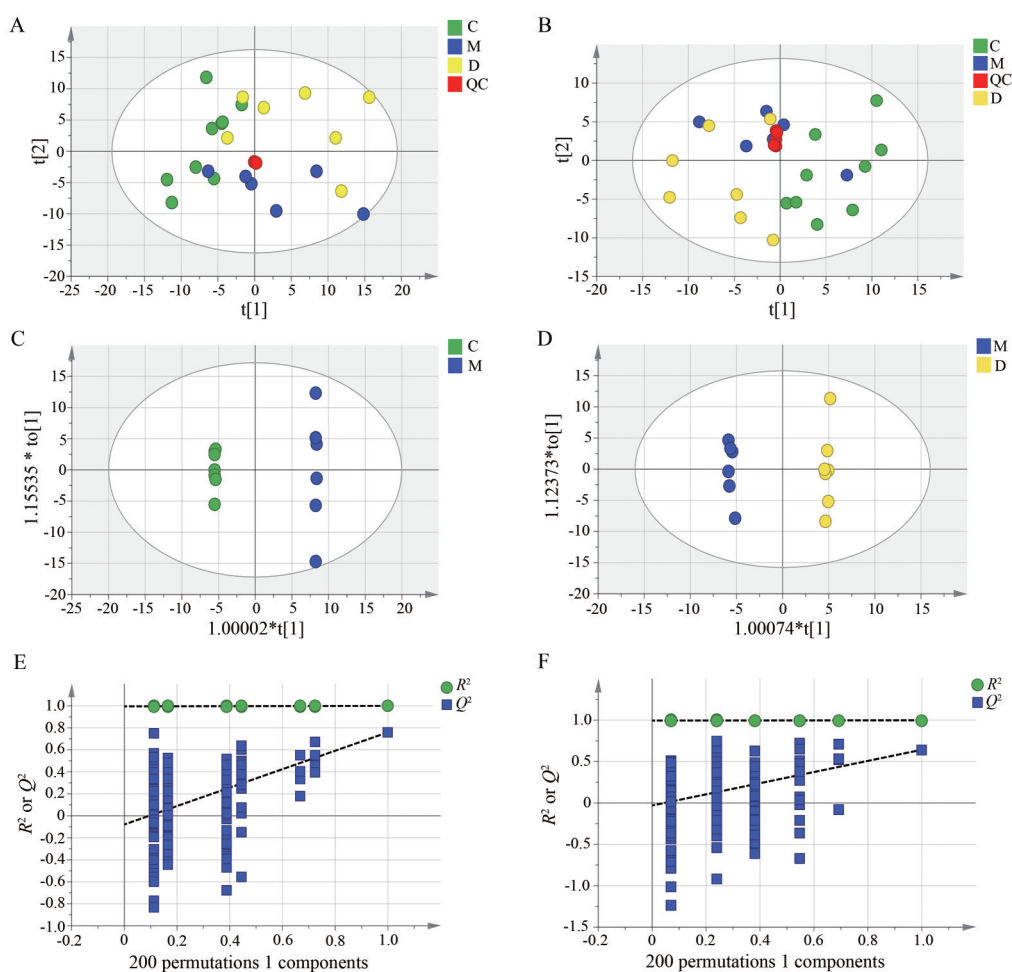 A
C
M
D
QC
t[2]
15
10
5
0
-5
-10
-15
-20
-25 -20 -15 -10 -5 0 5 10 15 20
t[1]
B
C
M
QC
D
t[2]
15
10
5
0
-5
-10
-15
-15 -10 -5 0 5 10 15 20
t[1]
C
C
M
1.15535 * to[1]
15
10
5
0
-5
-10
-15
-20
-25 -20 -15 -10 -5 0 5 10 15 20
1.00002*t[1]
D
M
D
1.12373*to[1]
15
10
5
0
-5
-10
-15
-20
-20 -15 -10 -5 0 5 10 15 20
1.00074*t[1]
E
R²
Q²
R² or Q²
1.0
0.8
0.6
0.4
0.2
0
-0.2
-0.4
-0.6
-0.8
-1.0
-0.2 0 0.2 0.4 0.6 0.8 1.0
200 permutations 1 components
F
R²
Q²
R² or Q²
1.5
1.0
0.5
0
-0.5
-1.0
-1.5
-0.2 0 0.2 0.4 0.6 0.8 1.0
200 permutations 1 components